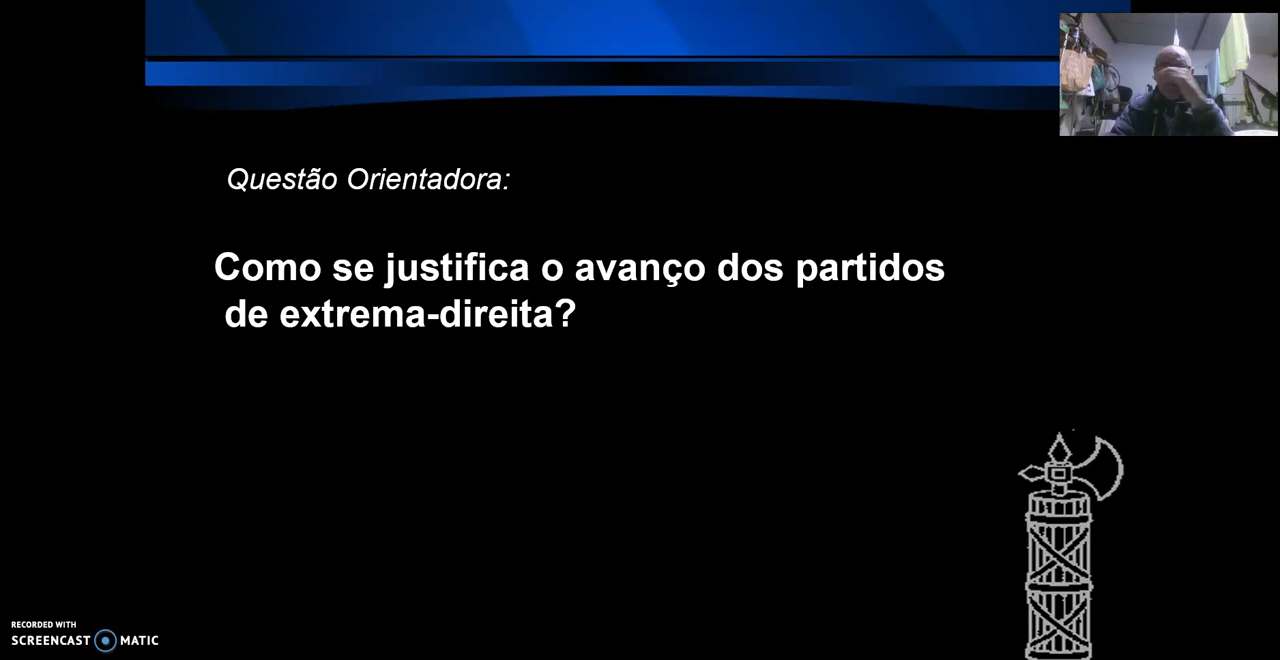 Questão Orientadora:
Como se justifica o avanço dos partidos
de extrema-direita?
RECORDED WITH
SCREENCAST MATIC